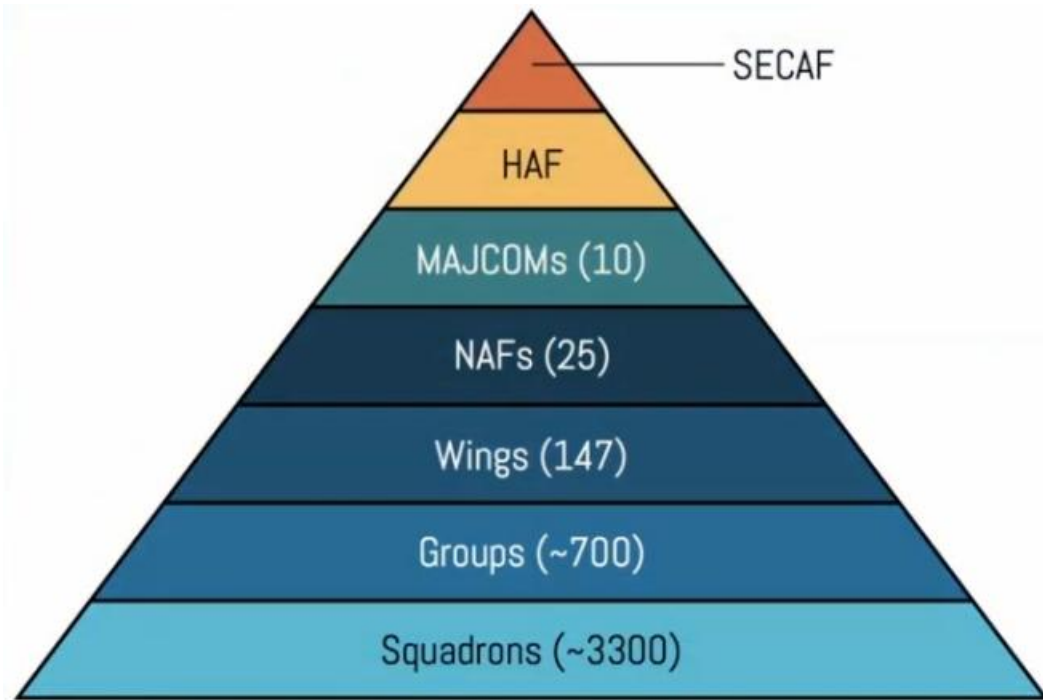 SECAF
HAF
MAJCOMs (10)
NAFs (25)
Wings (147)
Groups (~700)
Squadrons (~3300)